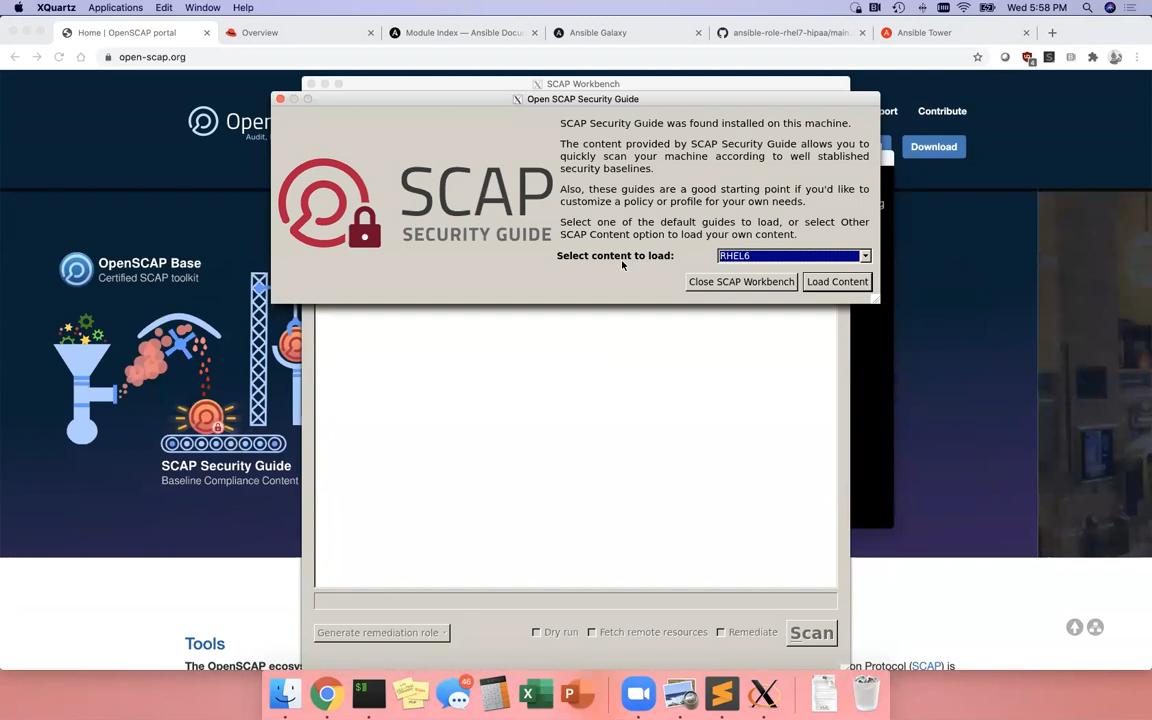 XQuartz Applications Edit Window Help
Wed 5:58 PM
Home | OpenSCAP portal
Overview
Module Index — Ansible Docu
Ansible Galaxy
ansible-role-rhel7-hipaa/main
Ansible Tower
open-scap.org
SCAP Workbench
Open SCAP Security Guide
Contribute
Download
SCAP
SECURITY GUIDE
SCAP Security Guide was found installed on this machine.
The content provided by SCAP Security Guide allows you to
quickly scan your machine according to well stablished
security baselines.
Also, these guides are a good starting point if you'd like to
customize a policy or profile for your own needs.
Select one of the default guides to load, or select Other
SCAP Content option to load your own content.
Select content to load: RHEL6
Close SCAP Workbench Load Content
OpenSCAP Base
Certified SCAP toolkit
SCAP Security Guide
Baseline Compliance Content
Generate remediation role
Dry run Fetch remote resources Remediate Scan
Tools
The OpenSCAP
on Protocol (SCAP) is
46